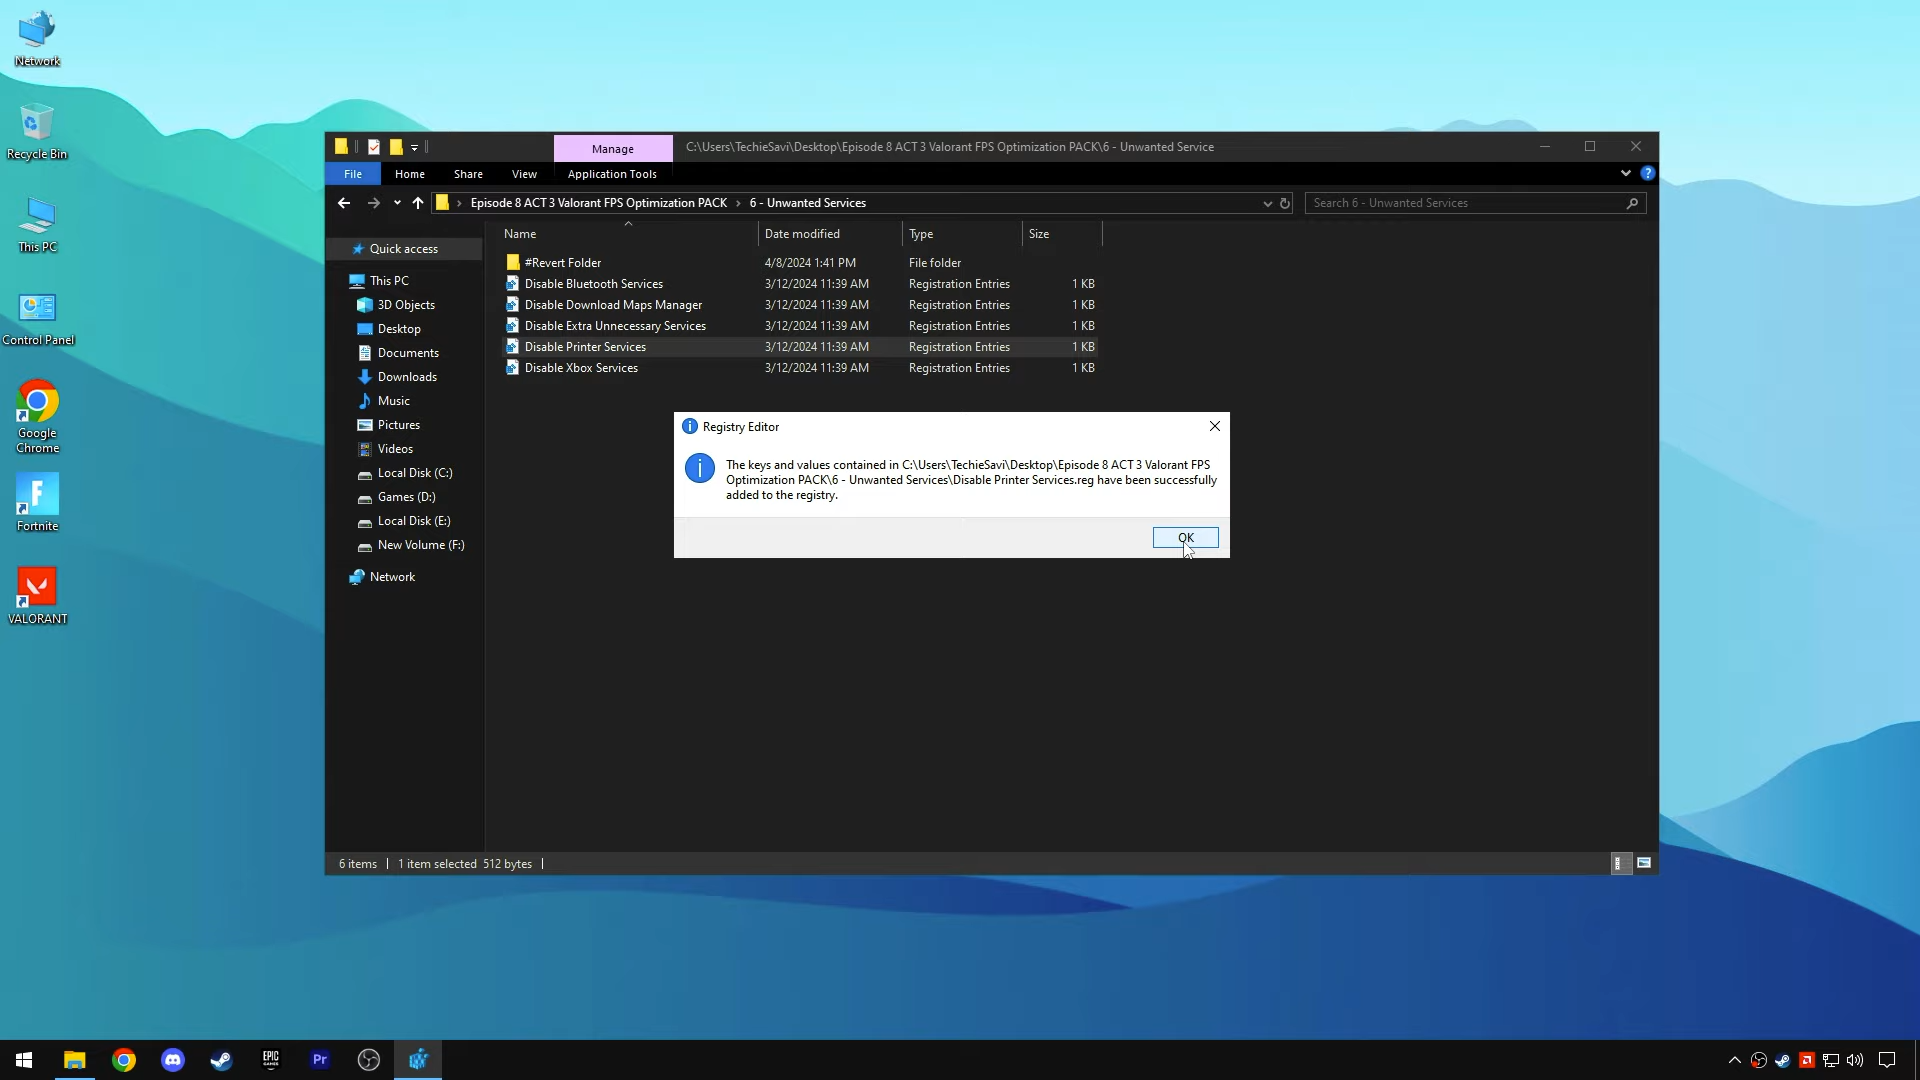 Network
Recycle Bin
This PC
Control Panel
Google
Chrome
Fortnite
VALORANT
Manage
C:\Users\TechieSavi\Desktop\Episode 8 ACT 3 Valorant FPS Optimization PACK\6 - Unwanted Service
File Home Share View Application Tools
Episode 8 ACT 3 Valorant FPS Optimization PACK > 6 - Unwanted Services
Search 6 - Unwanted Services
Name Date modified Type Size
#Revert Folder 4/8/2024 1:41 PM File folder
Disable Bluetooth Services 3/12/2024 11:39 AM Registration Entries 1 KB
Disable Download Maps Manager 3/12/2024 11:39 AM Registration Entries 1 KB
Disable Extra Unnecessary Services 3/12/2024 11:39 AM Registration Entries 1 KB
Disable Printer Services 3/12/2024 11:39 AM Registration Entries 1 KB
Disable Xbox Services 3/12/2024 11:39 AM Registration Entries 1 KB
Quick access
This PC
3D Objects
Desktop
Documents
Downloads
Music
Pictures
Videos
Local Disk (C:)
Games (D:)
Local Disk (E:)
New Volume (F:)
Network
Registry Editor
The keys and values contained in C:\Users\TechieSavi\Desktop\Episode 8 ACT 3 Valorant FPS
Optimization PACK\6 - Unwanted Services\Disable Printer Services.reg have been successfully
added to the registry.
OK
6 items 1 item selected 512 bytes
EPIC
GAMES
Pr